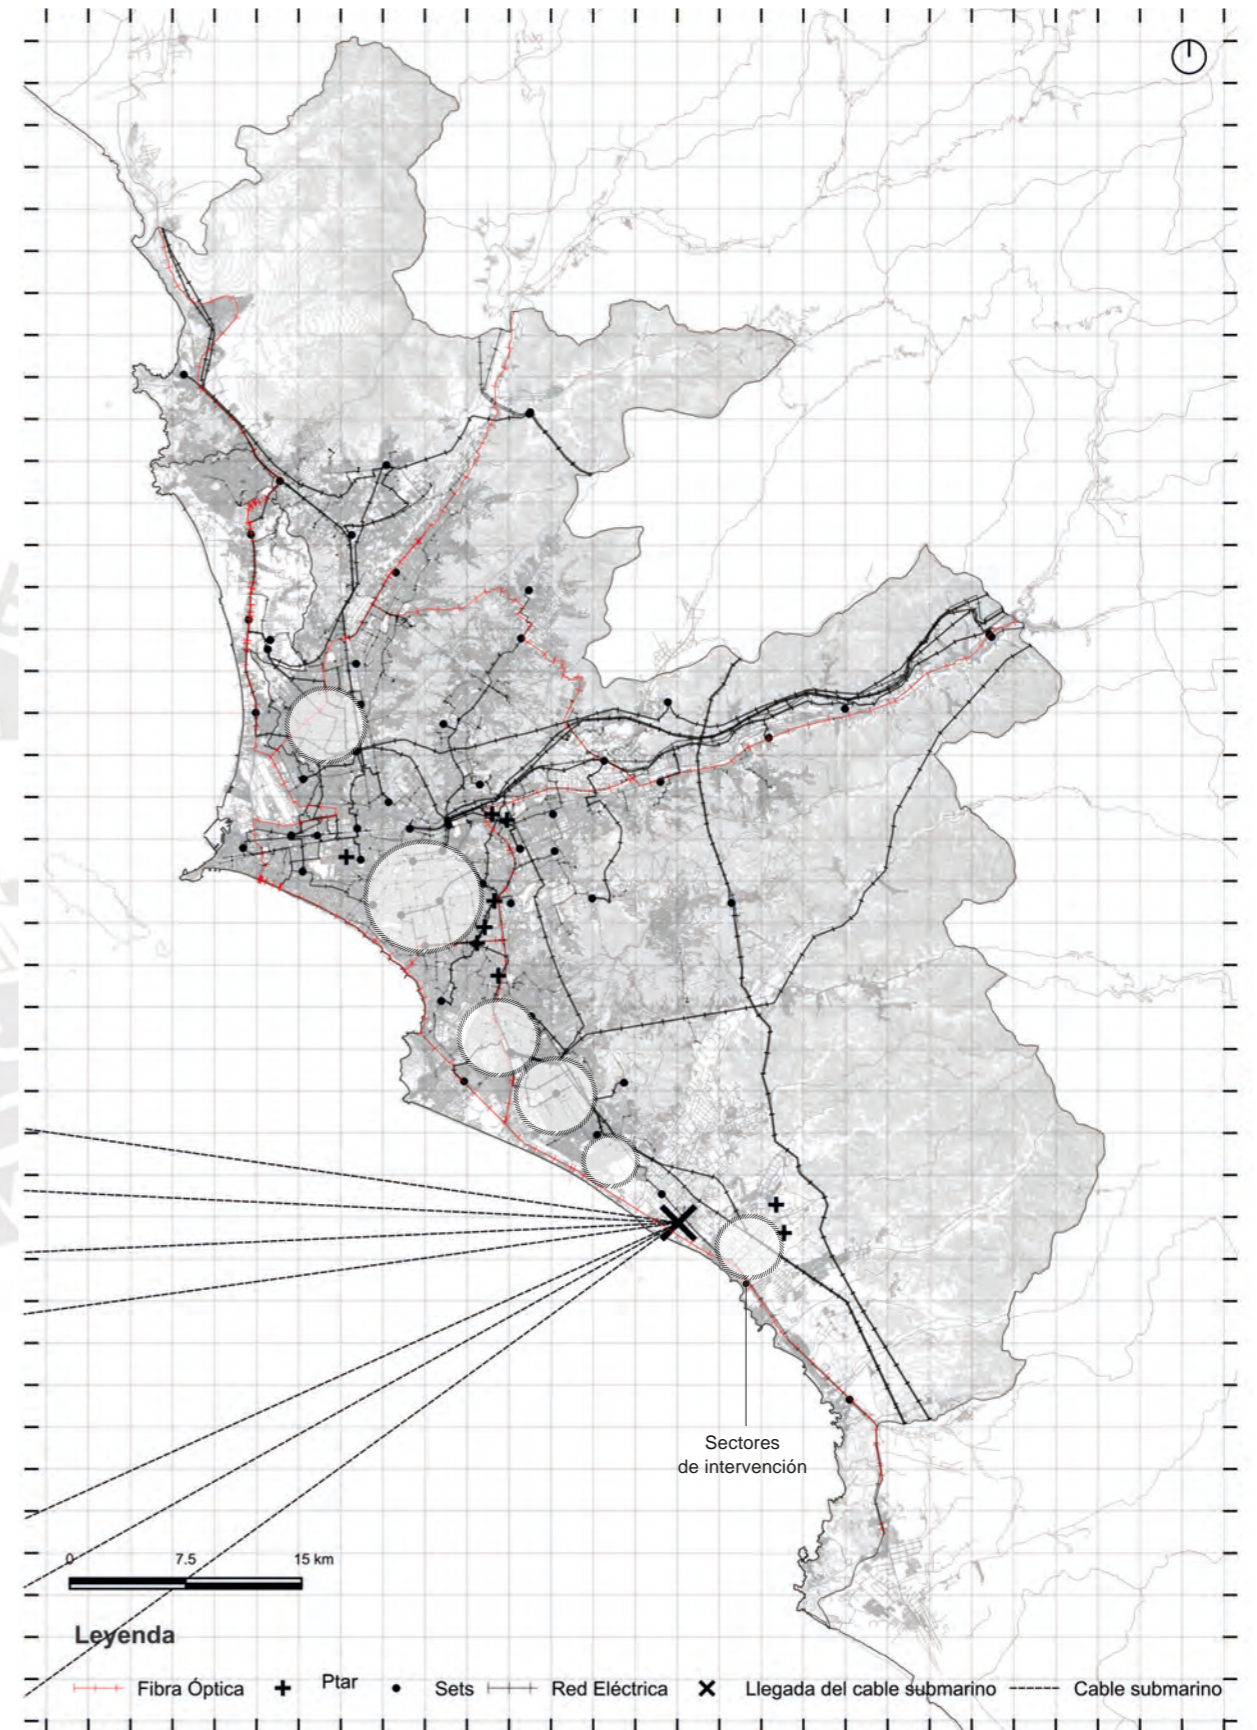 Sectores
de intervención
0 7.5 15 km
Leyenda
Fibra Óptica Ptar Sets Red Eléctrica Llegada del cable submarino Cable submarino